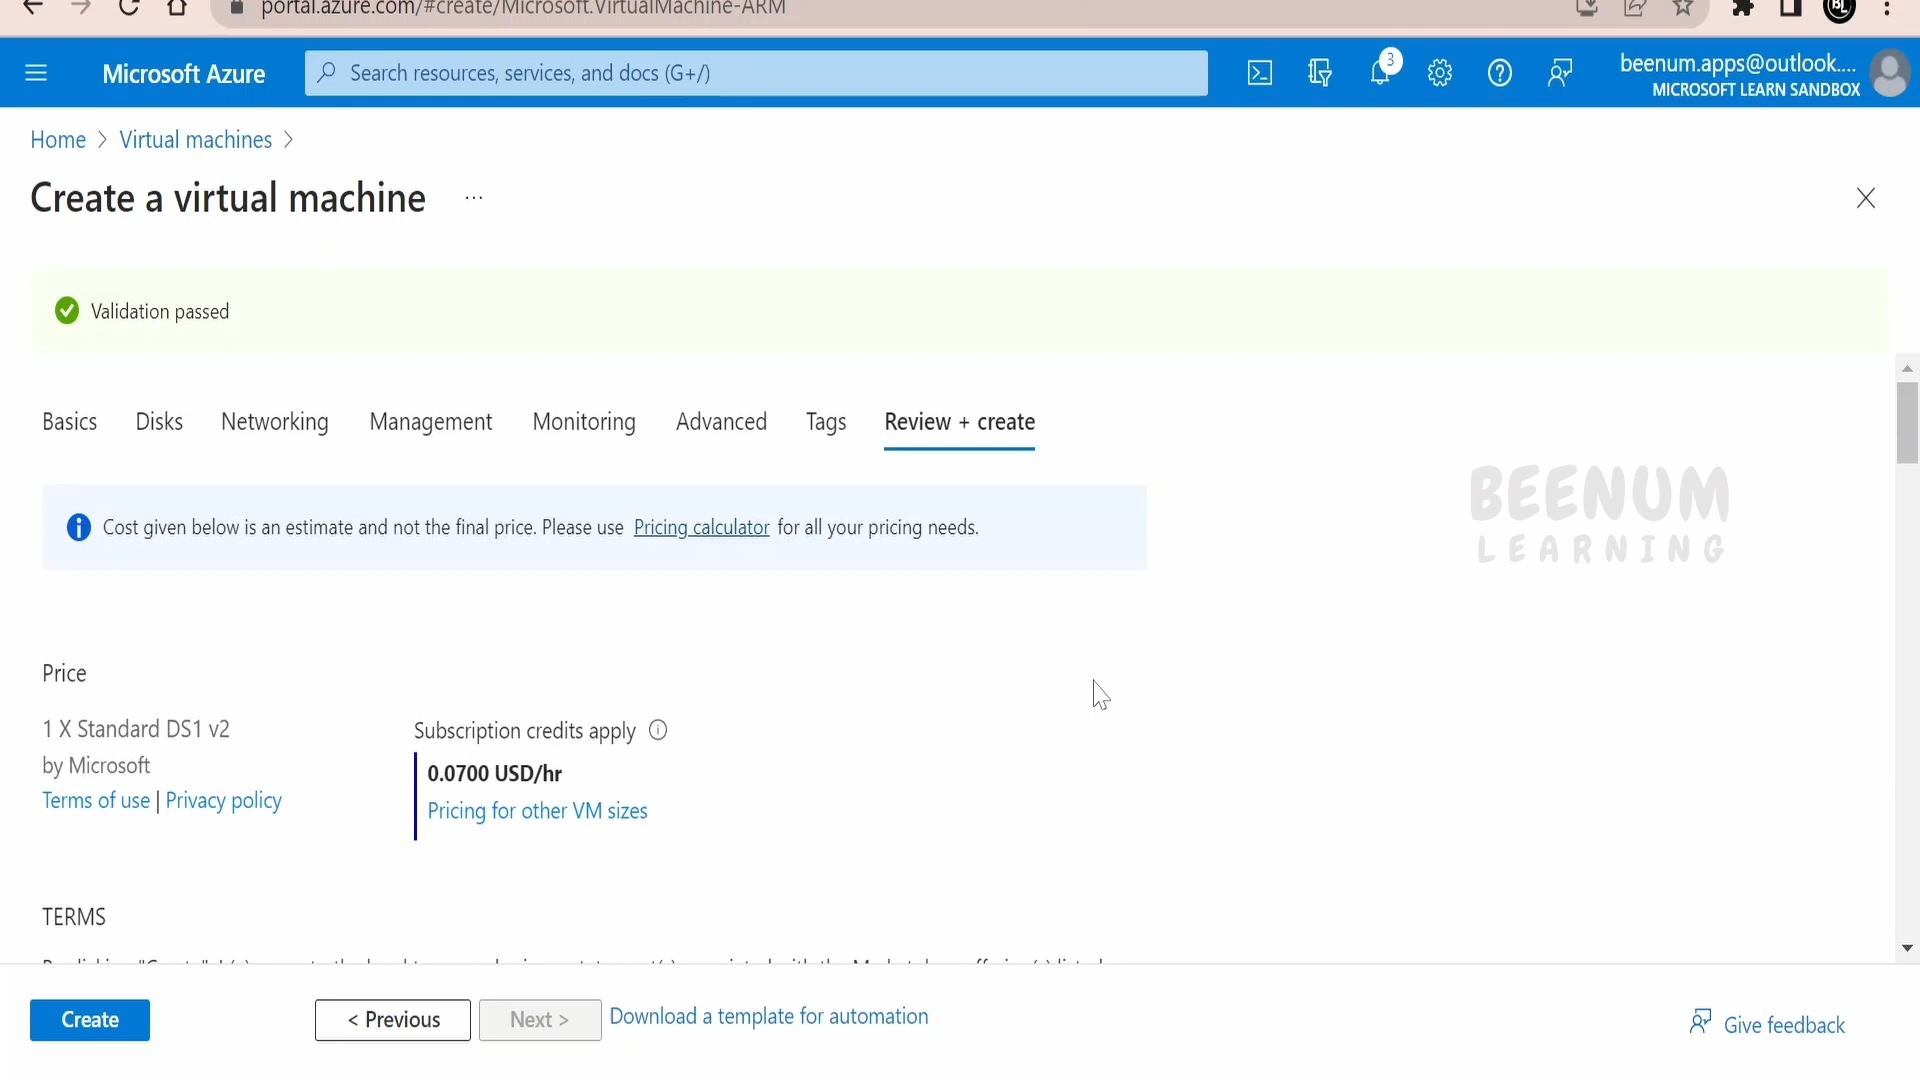 portal.azure.com/#create/Microsoft.VirtualMachine-ARM
BL
Microsoft Azure
Search resources, services, and docs (G+/)
3
beenum.apps@outlook....
MICROSOFT LEARN SANDBOX
Home > Virtual machines >
Create a virtual machine ...
Validation passed
Basics Disks Networking Management Monitoring Advanced Tags Review + create
BEENUM
LEARNING
Cost given below is an estimate and not the final price. Please use Pricing calculator for all your pricing needs.
Price
1 X Standard DS1 v2
by Microsoft
Terms of use | Privacy policy
Subscription credits apply
0.0700 USD/hr
Pricing for other VM sizes
TERMS
Create
< Previous
Next >
Download a template for automation
Give feedback